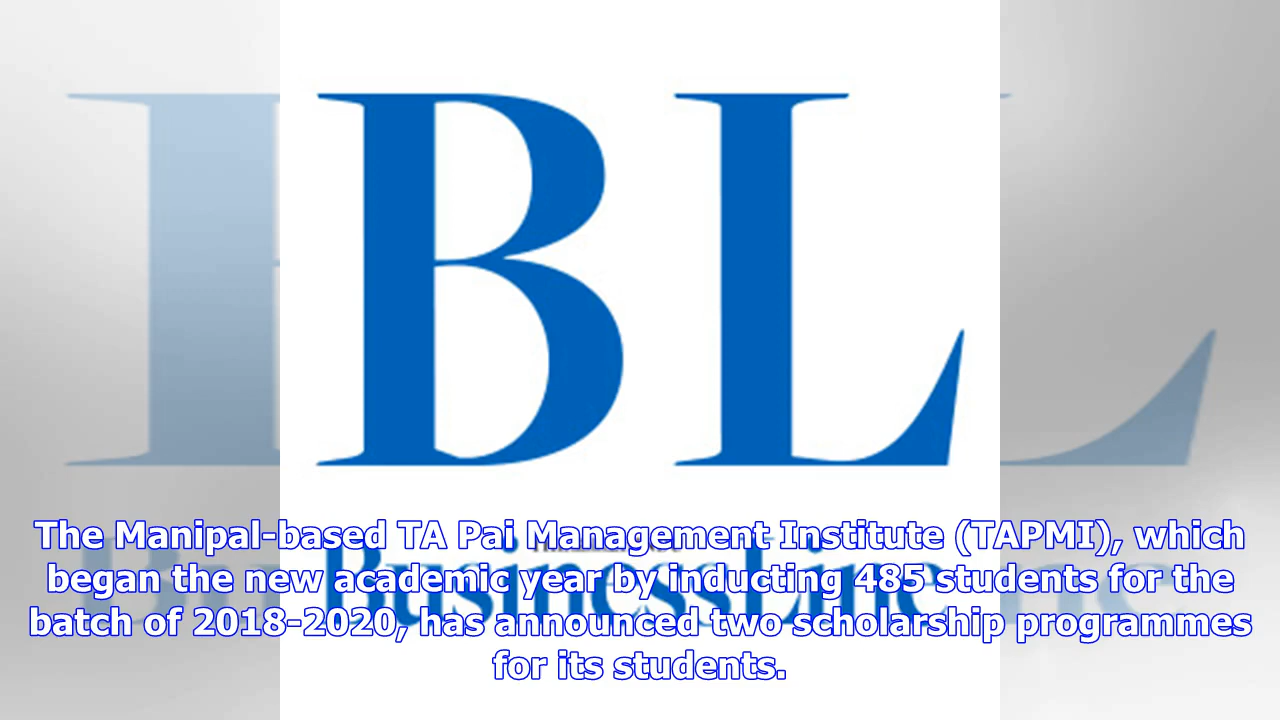 BL
The Manipal-based TA Pai Management Institute (TAPMI), which
began the new academic year by inducting 485 students for the
batch of 2018-2020, has announced two scholarship programmes
for its students.
BusinessLine